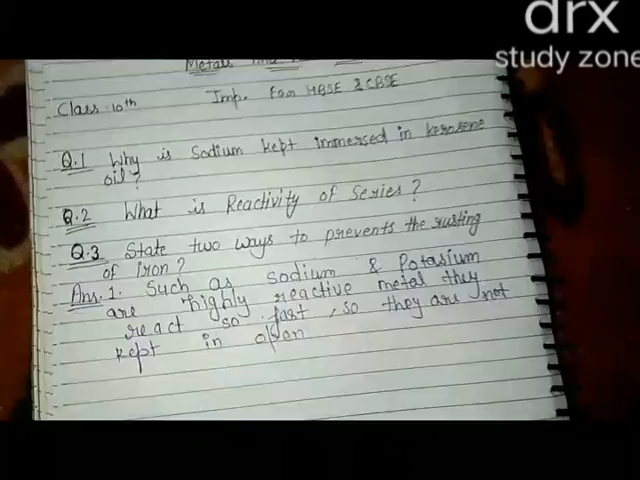 drx
study zone
Metals and
Class-10th Imp. For HBSE & CBSE
Q.1 Why is Sodium kept immersed in kerosene
oil?
Q.2 What is Reactivity of Series?
Q.3 State two ways to prevents the rusting
of iron?
Ans.1. Such as sodium & Potasium
are highly reactive metal they
react so fast, so they are not
kept in open